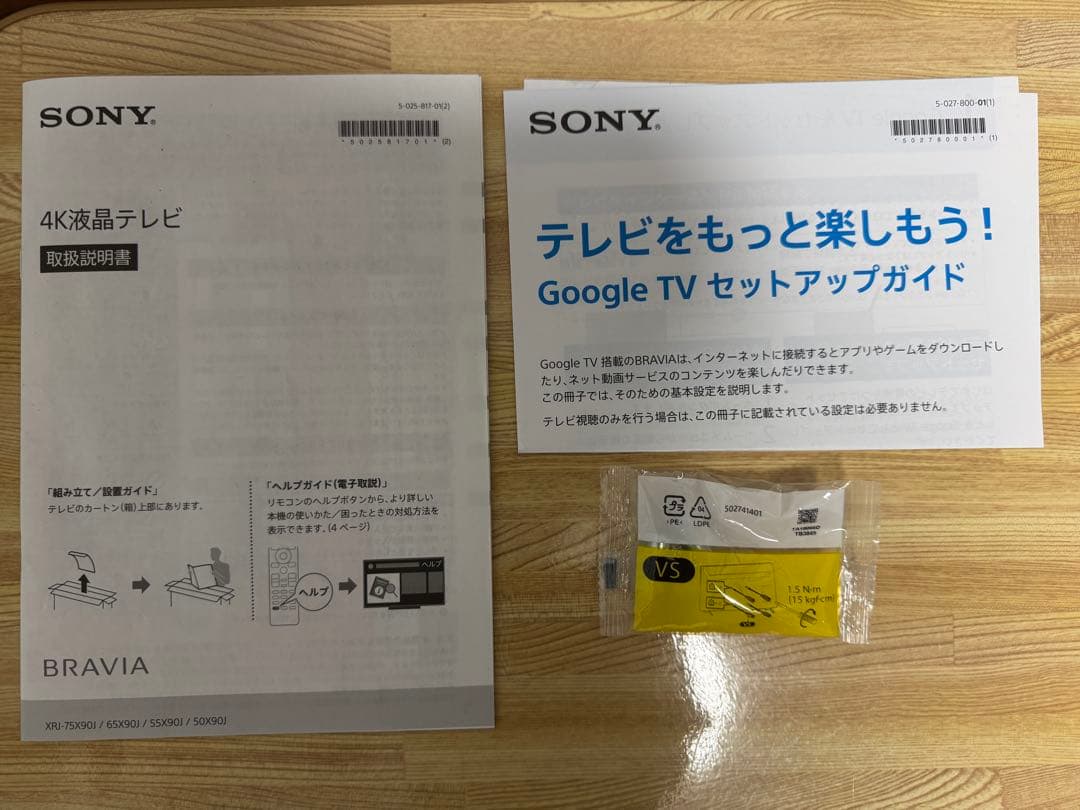 SONY®
5-025-817-01(2)
*502581701* (2)
4K液晶テレビ
取扱説明書
「組み立て／設置ガイド」
テレビのカートン（箱）上部にあります。
「ヘルプガイド（電子取説）」
リモコンのヘルプボタンから、より詳しい
本機の使いかた／困ったときの対処方法を
表示できます。（4 ページ）
ヘルプ
ヘルプ
BRAVIA
XRJ-75X90J / 65X90J / 55X90J / 50X90J
SONY®
5-027-800-01(1)
*502780001* (1)
テレビをもっと楽しもう！
Google TV セットアップガイド
Google TV 搭載のBRAVIAは、インターネットに接続するとアプリやゲームをダウンロードし
たり、ネット動画サービスのコンテンツを楽しんだりできます。
この冊子では、そのための基本設定を説明します。
テレビ視聴のみを行う場合は、この冊子に記載されている設定は必要ありません。
プラ
PE
04
LDPE
502741401
VS
1.5 N·m
(15 kgf·cm)